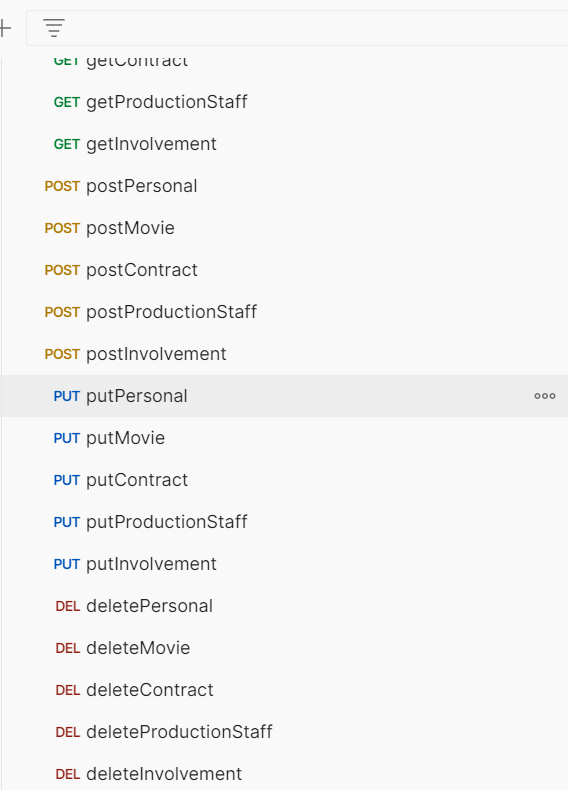 GET getContract
GET getProductionStaff
GET getInvolvement
POST postPersonal
POST postMovie
POST postContract
POST postProductionStaff
POST postInvolvement
PUT putPersonal
PUT putMovie
PUT putContract
PUT putProductionStaff
PUT putInvolvement
DEL deletePersonal
DEL deleteMovie
DEL deleteContract
DEL deleteProductionStaff
DEL deleteInvolvement